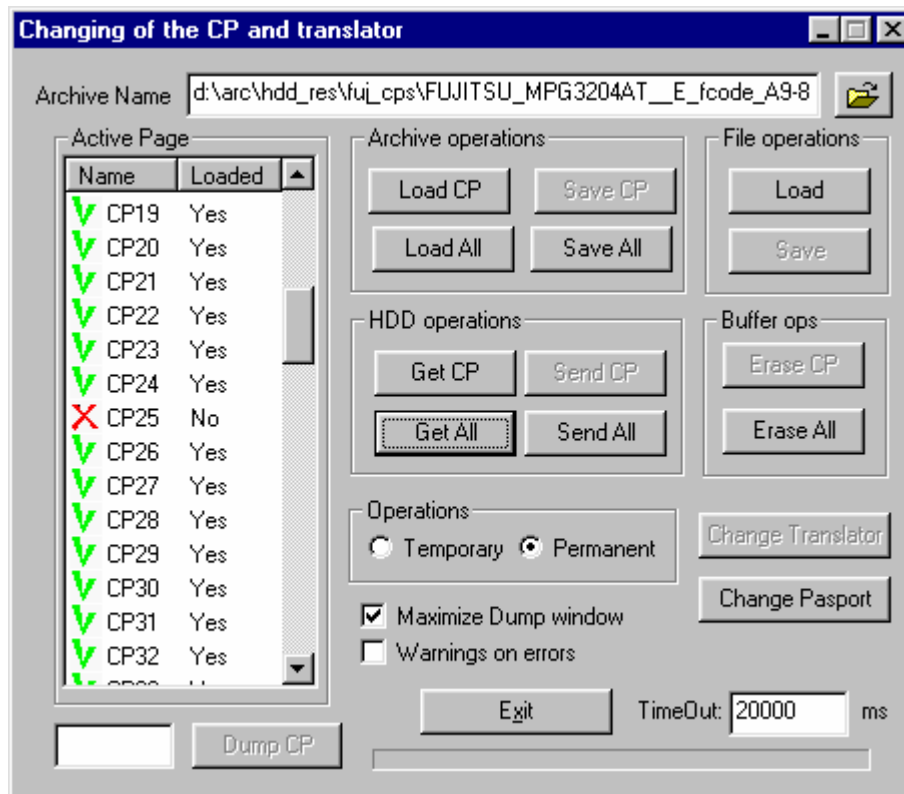 Changing of the CP and translator
Archive Name d:\arc\hdd_res\fuj_cps\FUJITSU_MPG3204AT__E_fcode_A9-8
Active Page
Name Loaded
CP19 Yes
CP20 Yes
CP21 Yes
CP22 Yes
CP23 Yes
CP24 Yes
CP25 No
CP26 Yes
CP27 Yes
CP28 Yes
CP29 Yes
CP30 Yes
CP31 Yes
CP32 Yes
Dump CP
Archive operations
Load CP Save CP
Load All Save All
File operations
Load
Save
HDD operations
Get CP Send CP
Get All Send All
Buffer ops
Erase CP
Erase All
Operations
Temporary Permanent
Change Translator
Change Pasport
Maximize Dump window
Warnings on errors
Exit TimeOut: 20000 ms